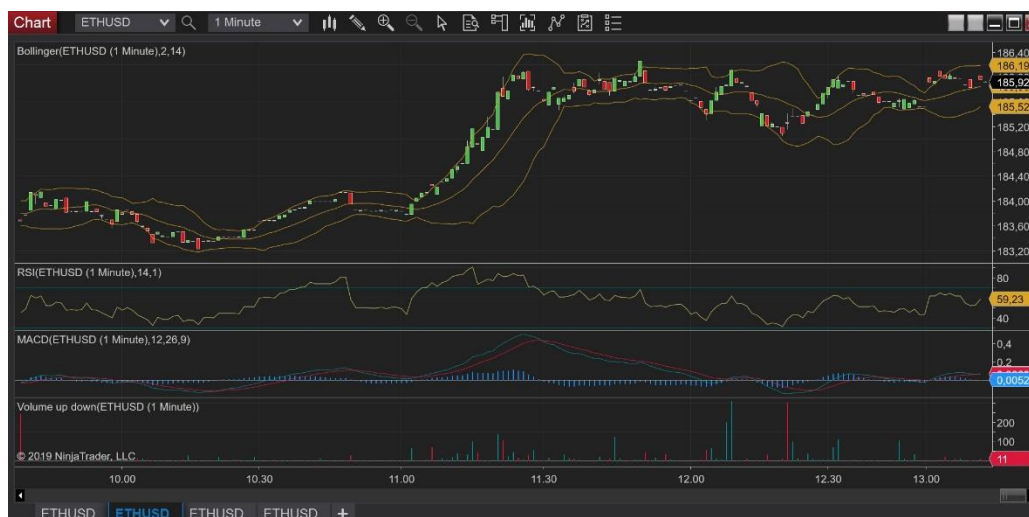 Chart ETHUSD 1 Minute
Bollinger(ETHUSD (1 Minute),2,14)
186,40
186,19
185,92
185,52
185,20
184,80
184,40
184,00
183,60
183,20
RSI(ETHUSD (1 Minute),14,1)
80
59,23
40
MACD(ETHUSD (1 Minute),12,26,9)
0,4
0,2
0,0052
Volume up down(ETHUSD (1 Minute))
200
100
11
© 2019 NinjaTrader, LLC
10.00 10.30 11.00 11.30 12.00 12.30 13.00
ETHUSD ETHUSD ETHUSD ETHUSD +